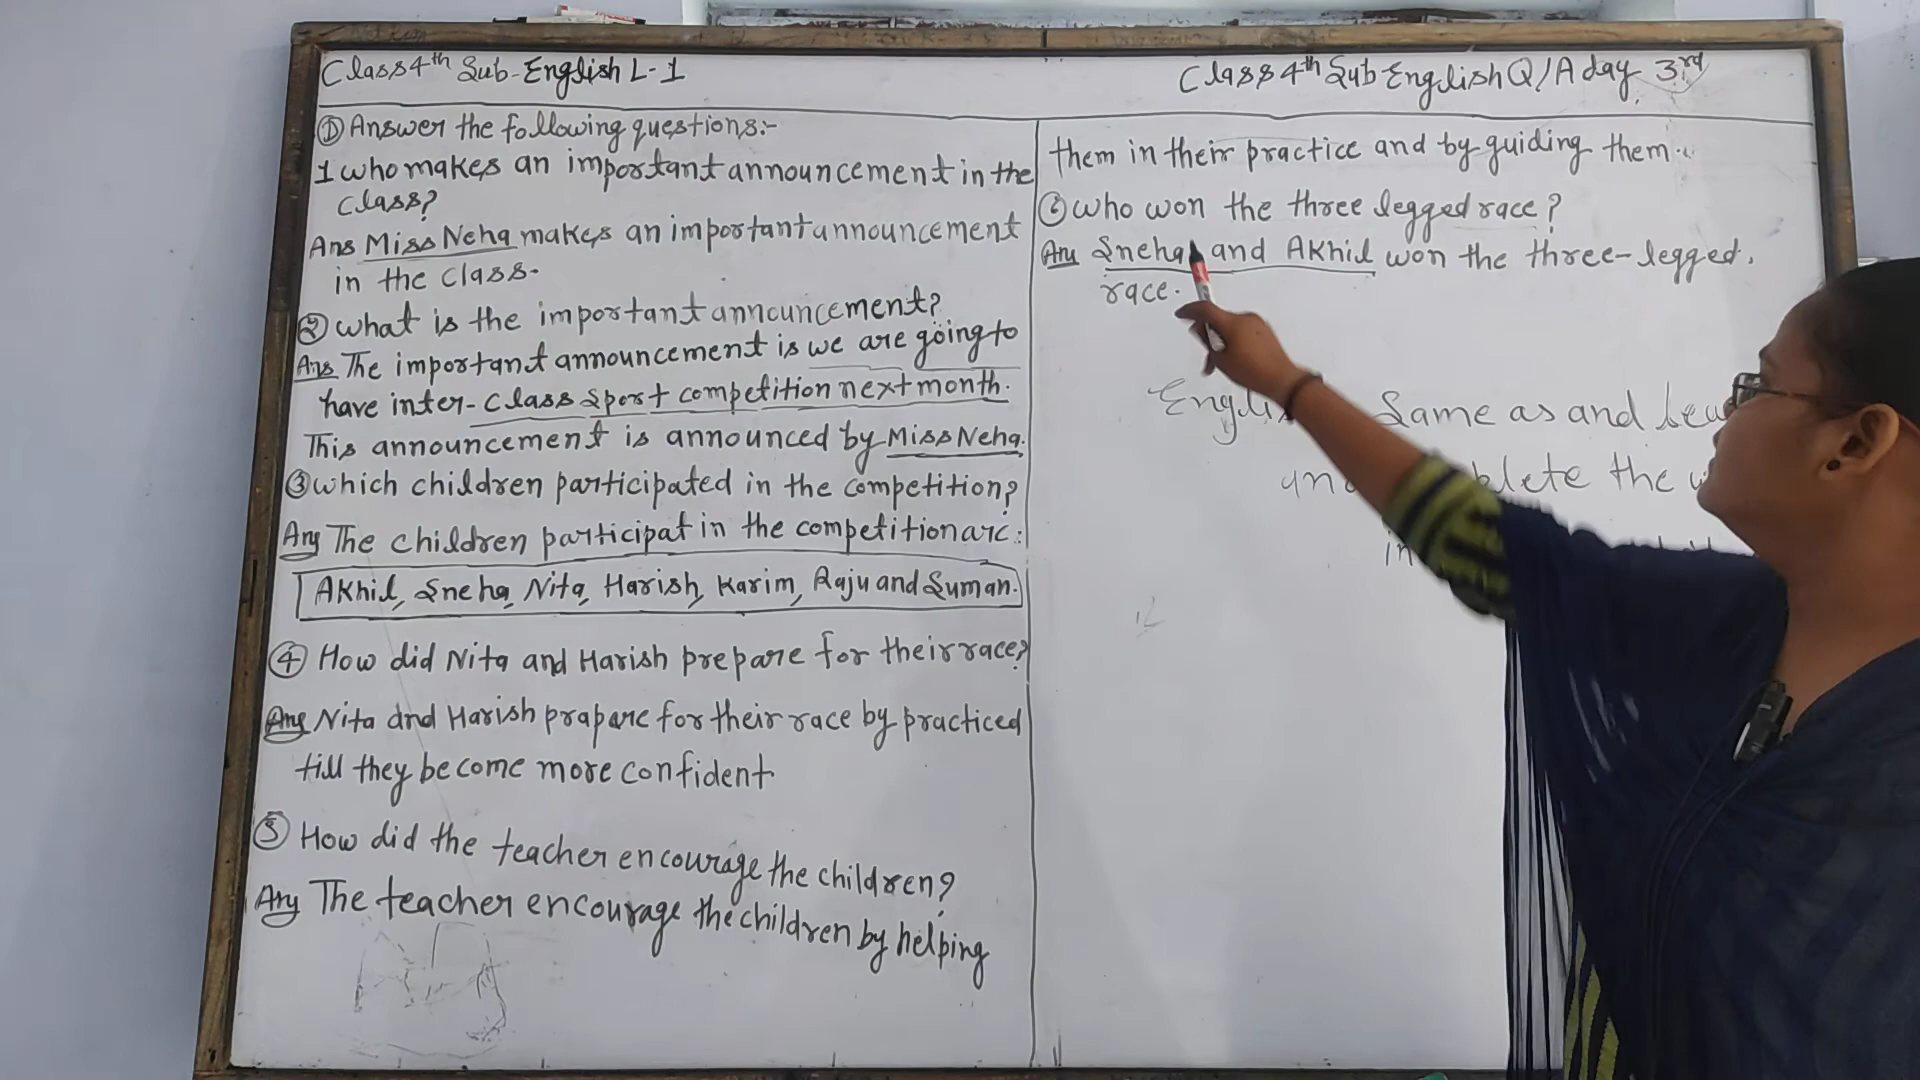 Class 4th Sub-English L-1
① Answer the following questions:-
1 who makes an important announcement in the
class?
Ans Miss Neha makes an important announcement
in the class.
② what is the important announcement?
Ans The important announcement is we are going to
have inter-class sport competition next month.
This announcement is announced by Miss Neha.
③ which children participated in the competition?
Ans The children participat in the competition are:
Akhil, Sneha, Nita, Harish, Karim, Raju and Suman.
④ How did Nita and Harish prepare for their race?
Ans Nita and Harish prapare for their race by practiced
till they become more confident
⑤ How did the teacher encourage the children?
Ans The teacher encourage the children by helping
Class 4th Sub English Q/A day 3rd
them in their practice and by guiding them.
⑥ who won the three legged race?
Ans Sneha and Akhil won the three-legged.
race.
Same as and
the
in